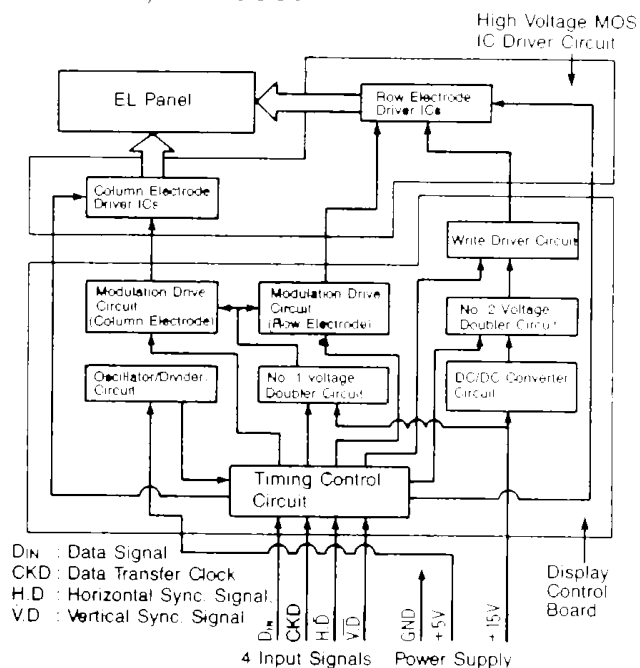 High Voltage MOS
IC Driver Circuit
EL Panel
Row Electrode
Driver ICs
Column Electrode
Driver ICs
Write Driver Circuit
Modulation Drive
Circuit
(Column Electrode)
Modulation Drive
Circuit
(Row Electrode)
No. 2 Voltage
Doubler Circuit
Oscillator/Divider
Circuit
No. 1 Voltage
Doubler Circuit
DC/DC Converter
Circuit
Timing Control
Circuit
DIN : Data Signal
CKD : Data Transfer Clock
H.D : Horizontal Sync. Signal
V.D : Vertical Sync. Signal
Display
Control
Board
DIN
CKD
H.D
V.D
GND
+5V
+15V
4 Input Signals Power Supply